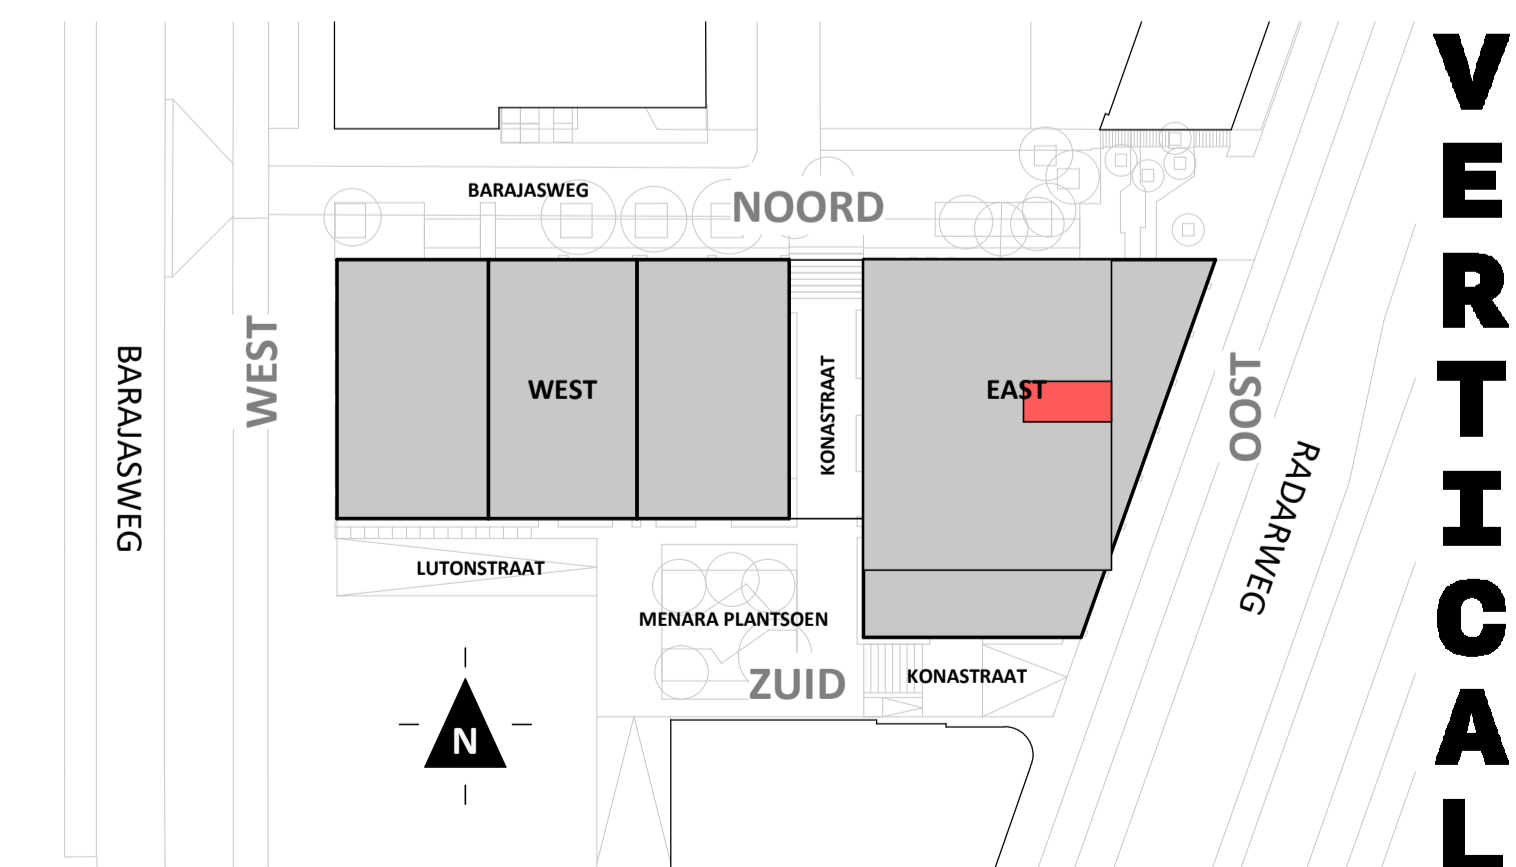 BARAJASWEG
NOORD
WEST
BARAJASWEG
WEST
KONASTRAAT
EAST
OOST
RADARWEG
LUTONSTRAAT
MENARA PLANTSOEN
ZUID
KONASTRAAT
N
VERTICAL